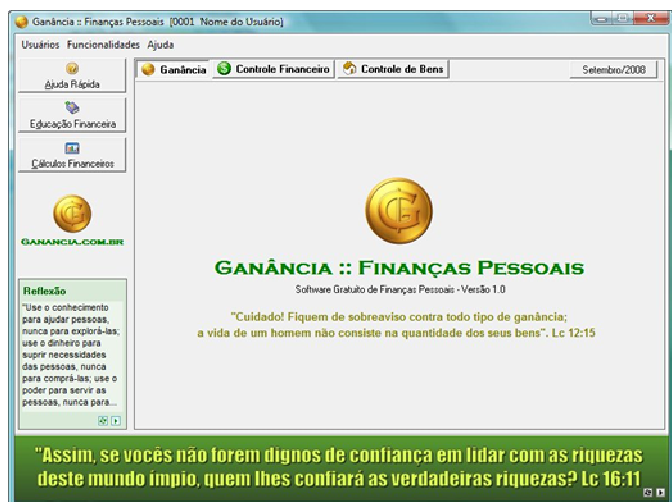 Ganância :: Finanças Pessoais [0001 Nome do Usuário]
Usuários Funcionalidades Ajuda
Ajuda Rápida
Educação Financeira
Cálculos Financeiros
GANANCIA.COM.BR
Reflexão
"Use o conhecimento
para ajudar pessoas,
nunca para explorá-las;
use o dinheiro para
suprir necessidades
das pessoas, nunca
para comprá-las; use o
poder para servir as
pessoas, nunca para...
Ganância Controle Financeiro Controle de Bens Setembro/2008
GANÂNCIA :: FINANÇAS PESSOAIS
Software Gratuito de Finanças Pessoais - Versão 1.0
"Cuidado! Fiquem de sobreaviso contra todo tipo de ganância;
a vida de um homem não consiste na quantidade dos seus bens". Lc 12:15
"Assim, se vocês não forem dignos de confiança em lidar com as riquezas
deste mundo ímpio, quem lhes confiará as verdadeiras riquezas? Lc 16:11